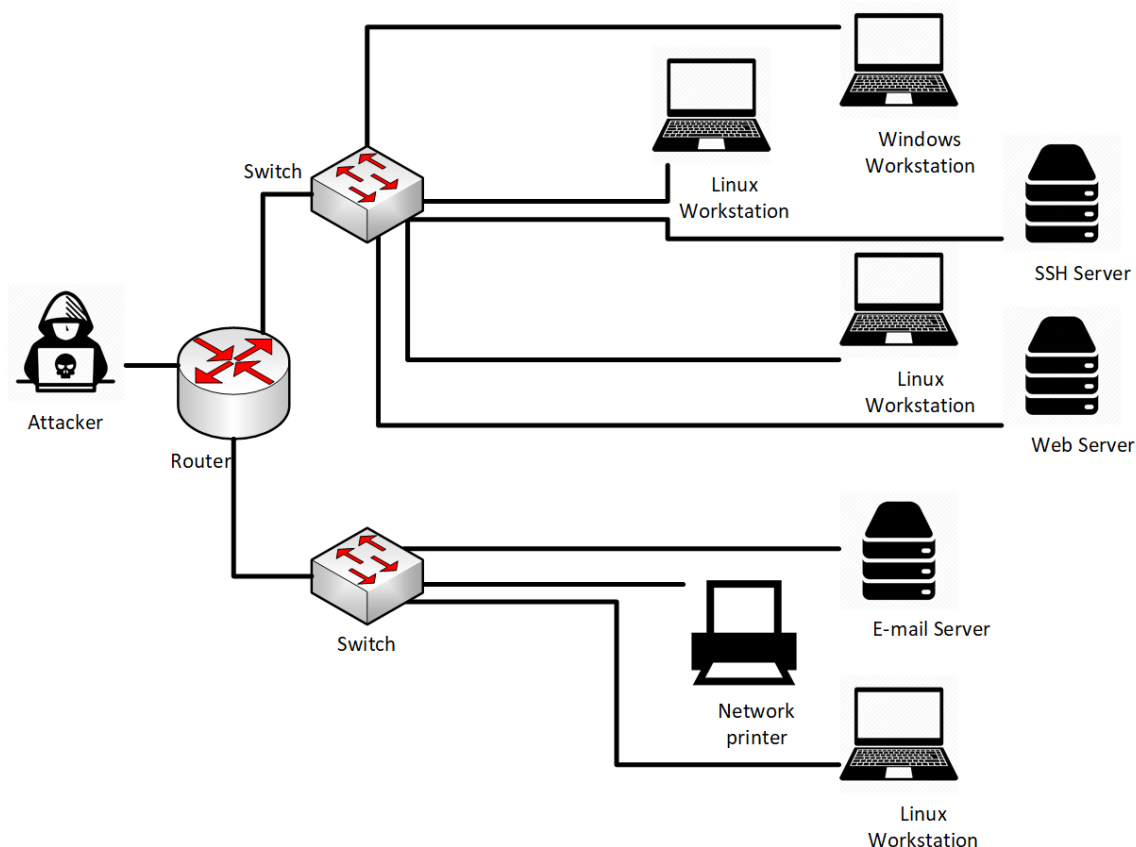 Switch
Windows
Workstation
Linux
Workstation
SSH Server
Linux
Workstation
Attacker
Web Server
Router
E-mail Server
Switch
Network
printer
Linux
Workstation